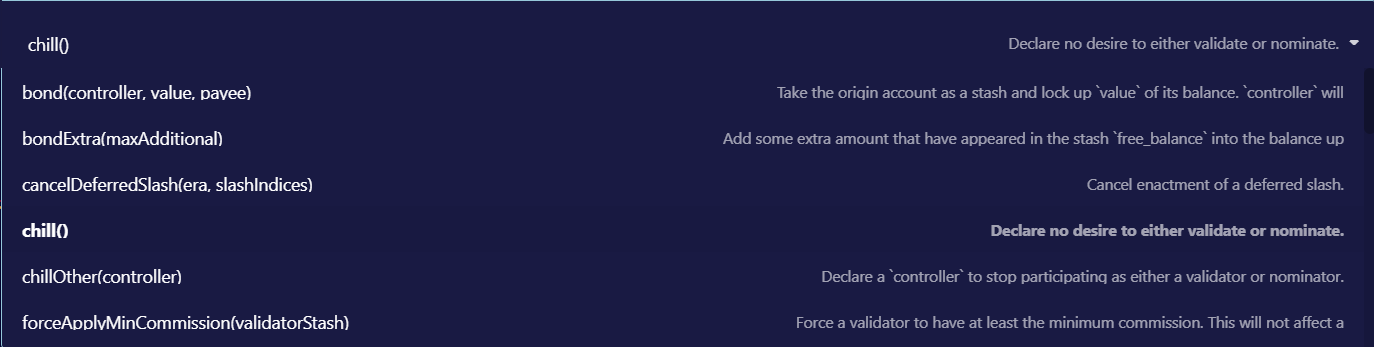 chill() Declare no desire to either validate or nominate.
bond(controller, value, payee) Take the origin account as a stash and lock up `value` of its balance. `controller` will
bondExtra(maxAdditional) Add some extra amount that have appeared in the stash `free_balance` into the balance up
cancelDeferredSlash(era, slashIndices) Cancel enactment of a deferred slash.
chill() Declare no desire to either validate or nominate.
chillOther(controller) Declare a `controller` to stop participating as either a validator or nominator.
forceApplyMinCommission(validatorStash) Force a validator to have at least the minimum commission. This will not affect a